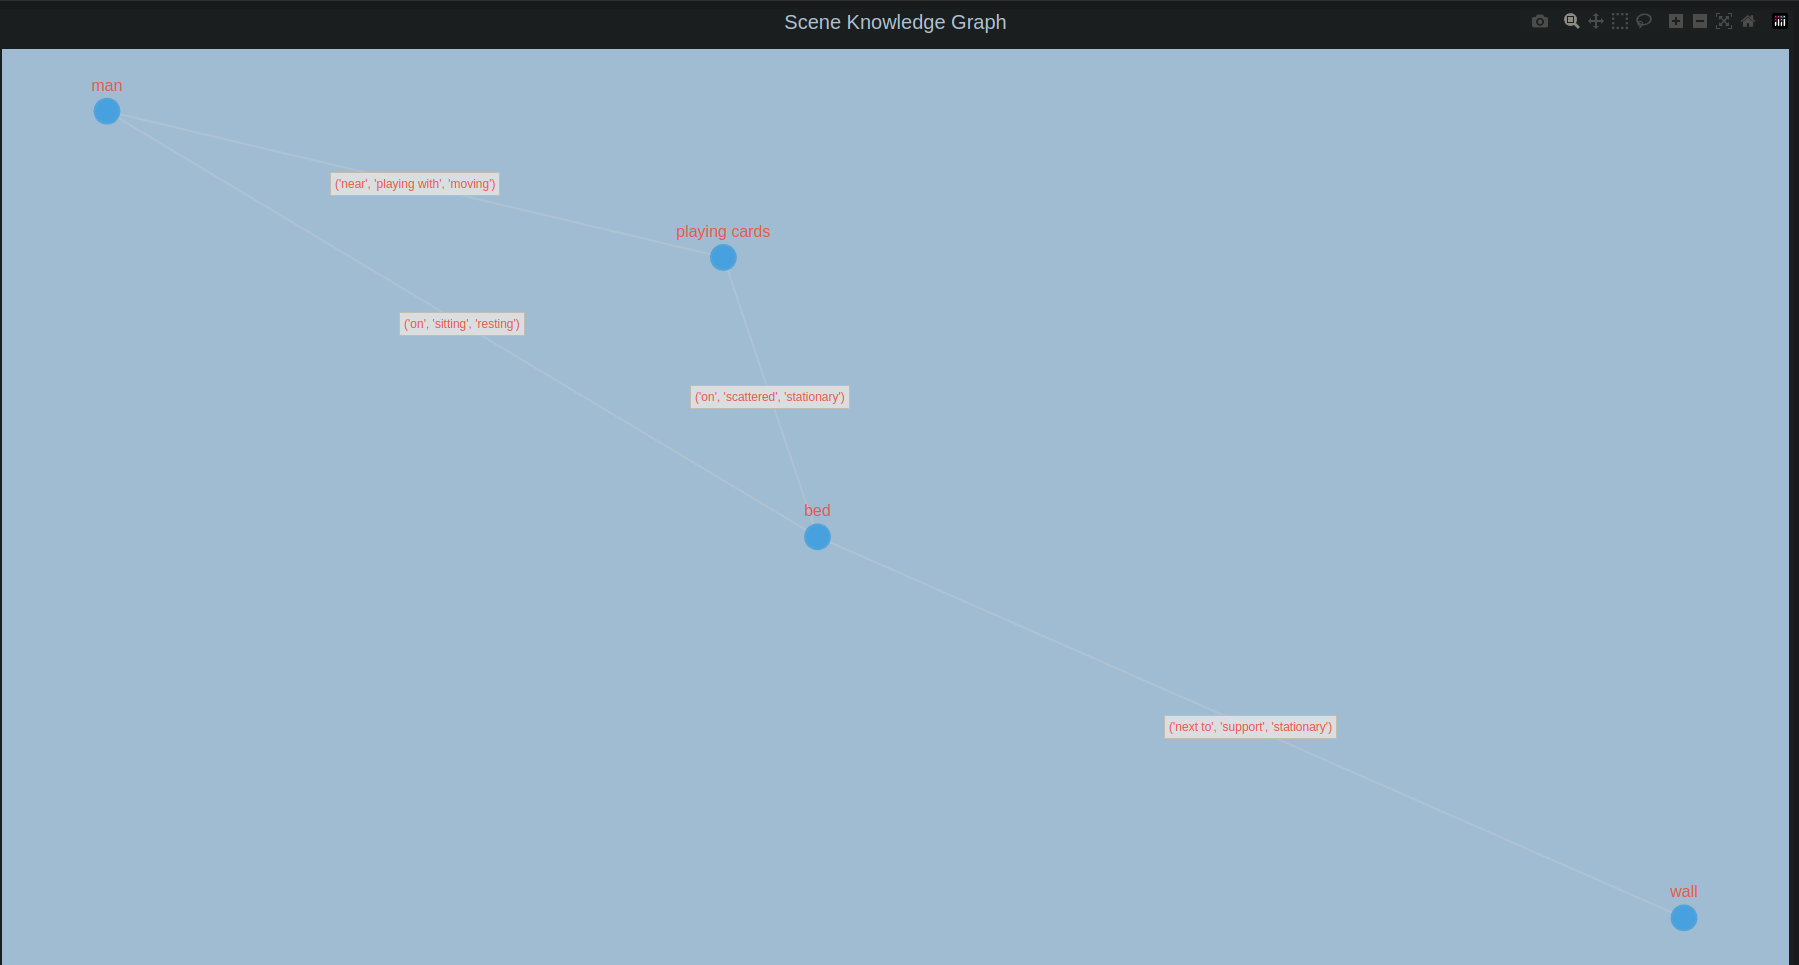 Scene Knowledge Graph
man
('near', 'playing with', 'moving')
playing cards
('on', 'sitting', 'resting')
('on', 'scattered', 'stationary')
bed
('next to', 'support', 'stationary')
wall